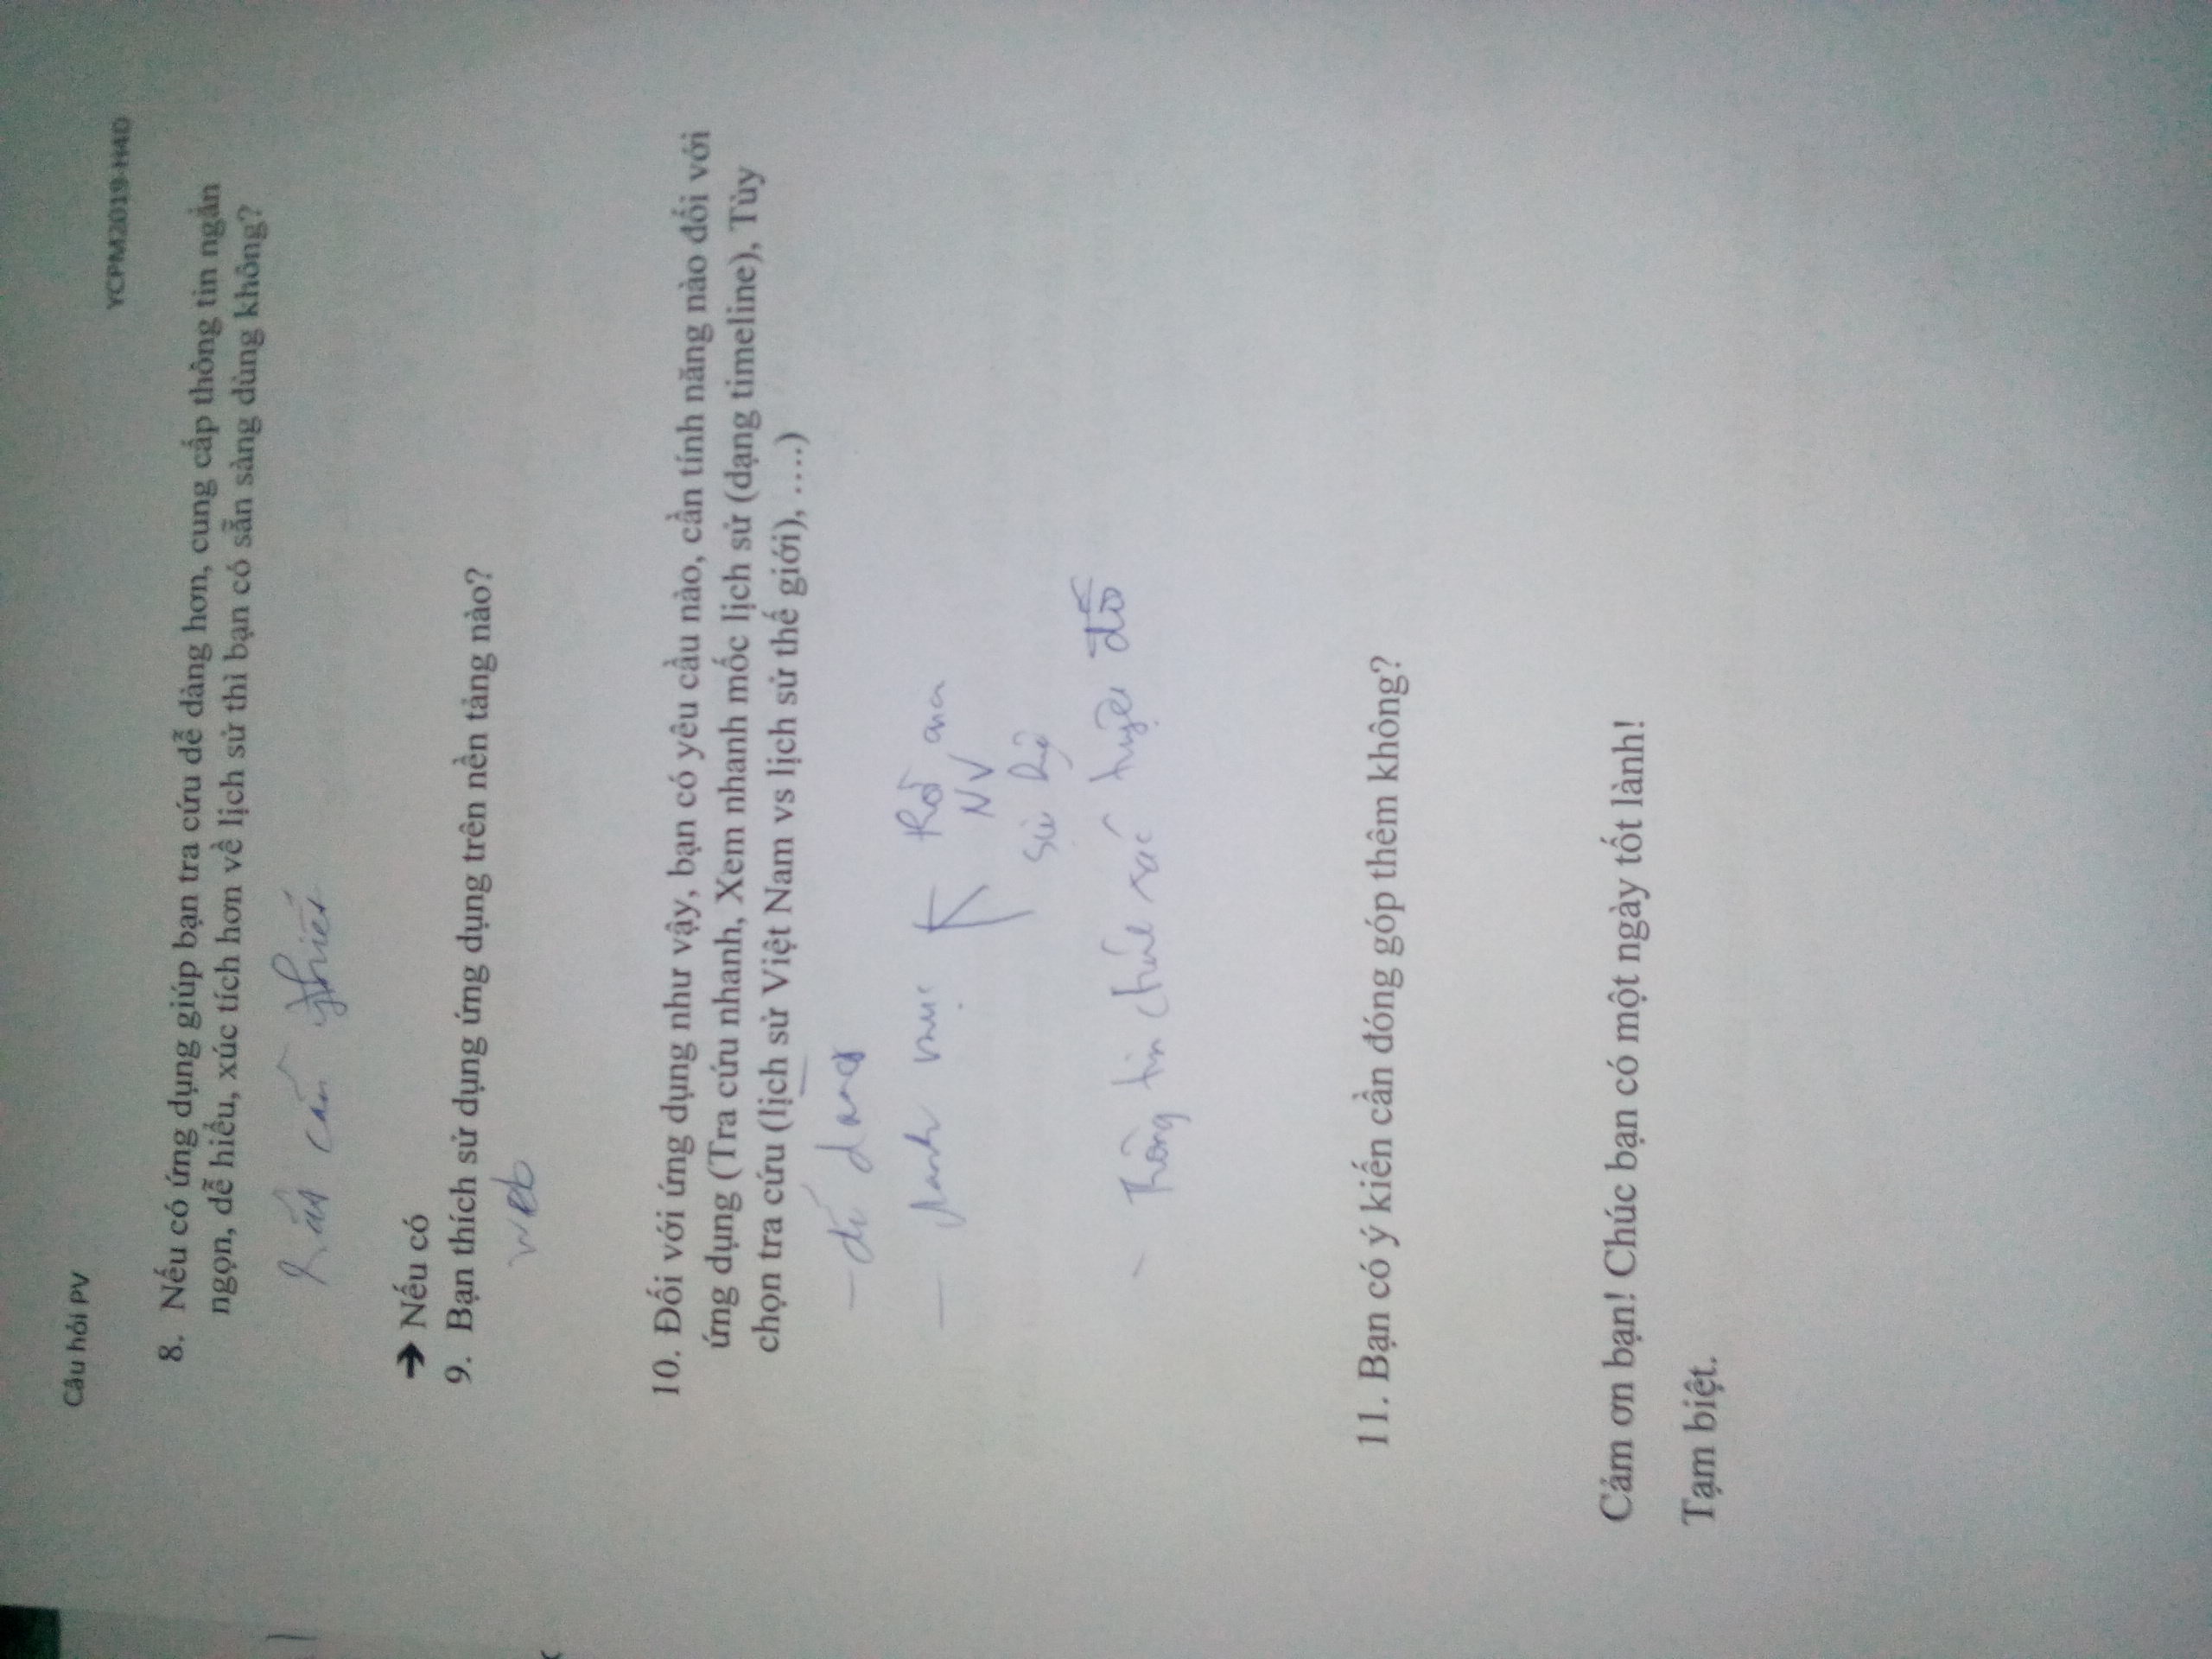 Câu hỏi PV
YCPM2019-H4D
8. Nếu có ứng dụng giúp bạn tra cứu dễ dàng hơn, cung cấp thông tin ngắn
ngọn, dễ hiểu, xúc tích hơn về lịch sử thì bạn có sẵn sàng dùng không?
Rất cần thiết
➔ Nếu có
9. Bạn thích sử dụng ứng dụng trên nền tảng nào?
web
10. Đối với ứng dụng như vậy, bạn có yêu cầu nào, cần tính năng nào đối với
ứng dụng (Tra cứu nhanh, Xem nhanh mốc lịch sử (dạng timeline), Tùy
chọn tra cứu (lịch sử Việt Nam vs lịch sử thế giới), ....)
- dễ dàng
- danh mục
NV
sự
- Thông tin chính xác tuyệt đối
11. Bạn có ý kiến cần đóng góp thêm không?
Cảm ơn bạn! Chúc bạn có một ngày tốt lành!
Tạm biệt.